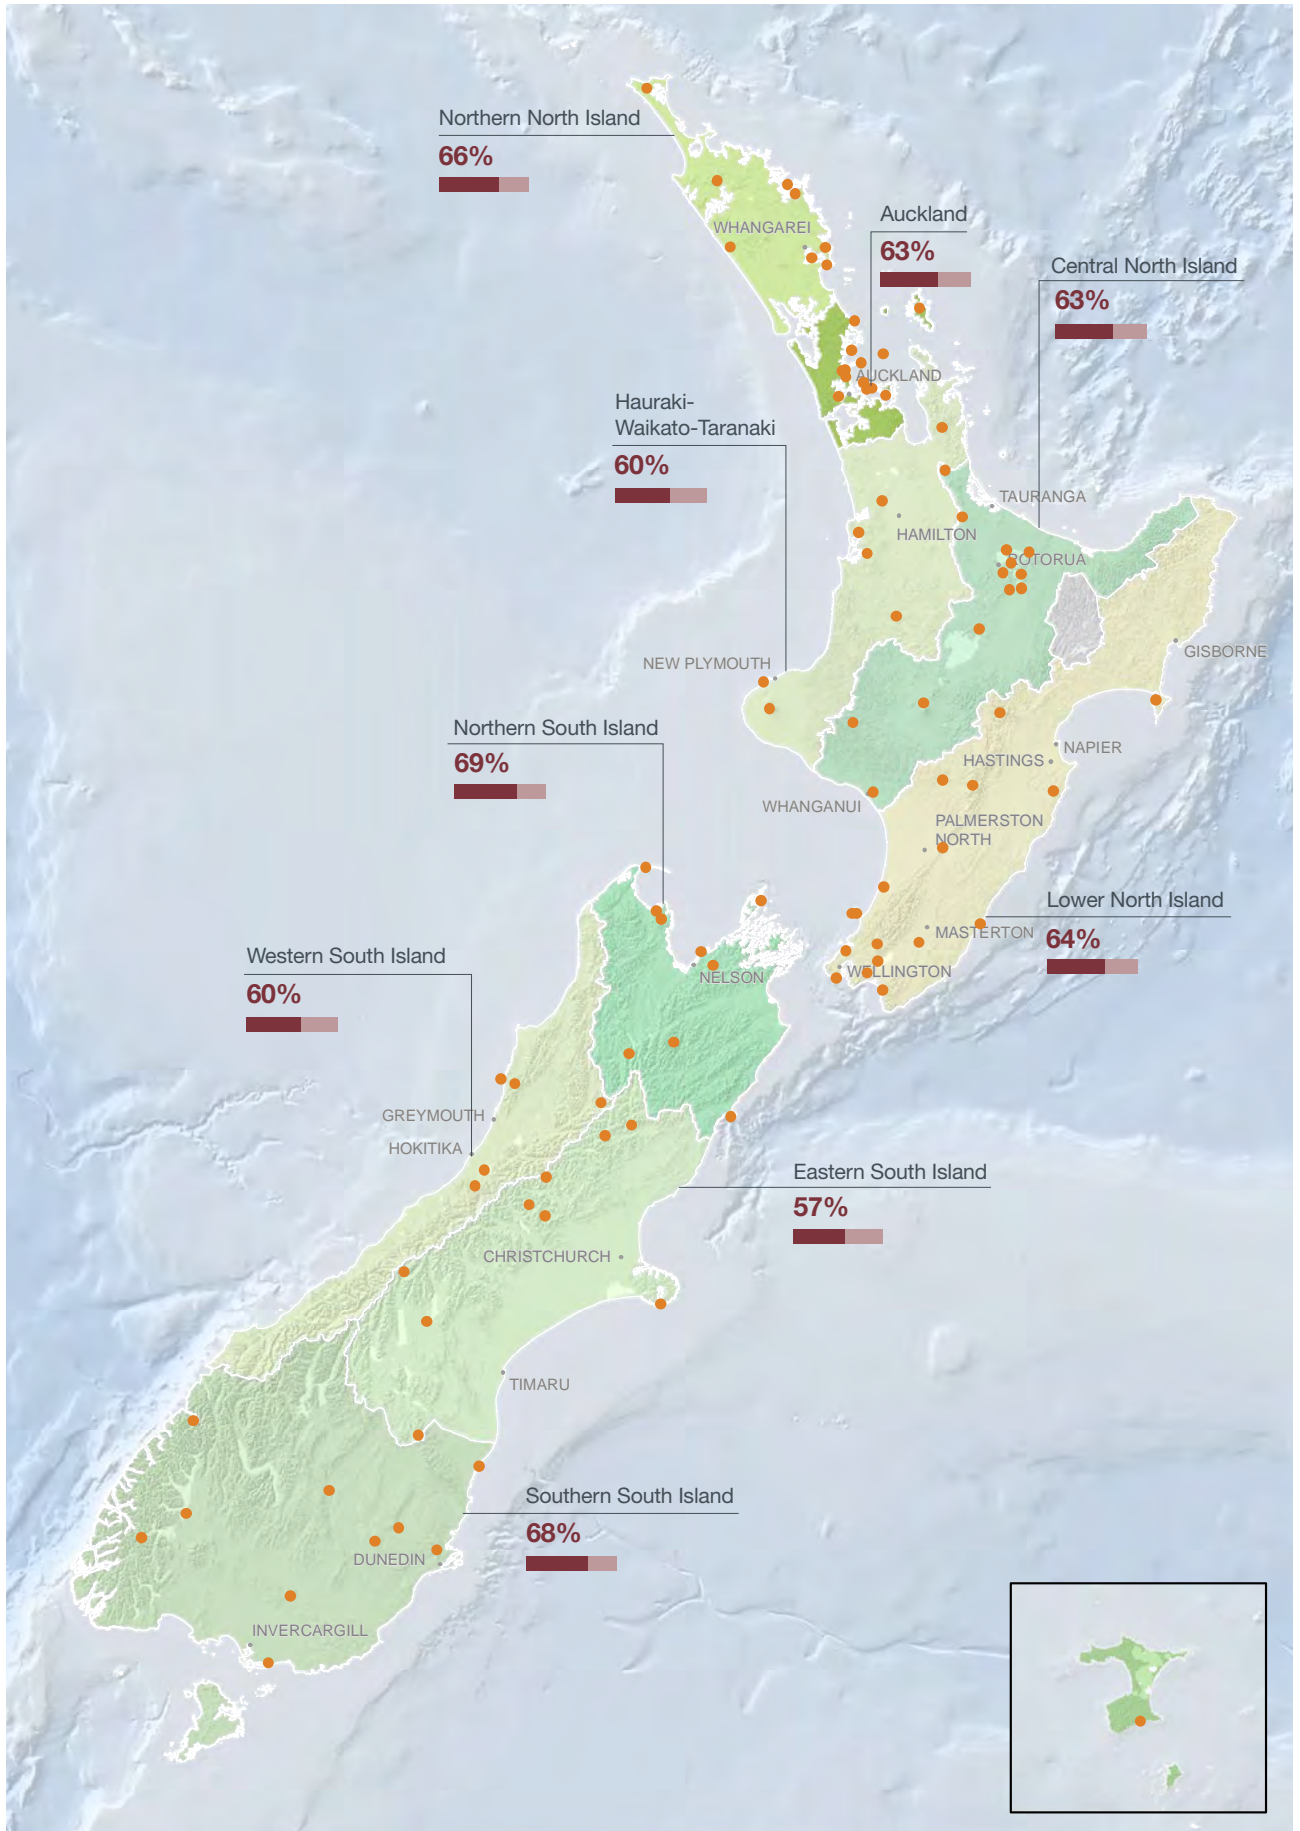 Northern North Island
66%
WHANGAREI
Auckland
63%
Central North Island
63%
AUCKLAND
Hauraki-
Waikato-Taranaki
60%
TAURANGA
HAMILTON
ROTORUA
GISBORNE
NEW PLYMOUTH
Northern South Island
69%
NAPIER
HASTINGS
WHANGANUI
PALMERSTON
NORTH
Lower North Island
64%
MASTERTON
WELLINGTON
NELSON
Western South Island
60%
GREYMOUTH
HOKITIKA
Eastern South Island
57%
CHRISTCHURCH
TIMARU
Southern South Island
68%
DUNEDIN
INVERCARGILL